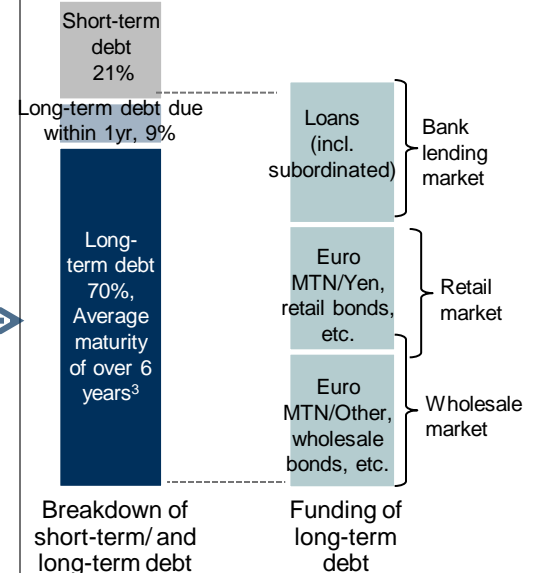 Short-term
debt
21%
Long-term debt due
within 1yr, 9%
Long-
term debt
70%,
Average
maturity
of over 6
years3
Breakdown of
short-term/ and
long-term debt
Loans
(incl.
subordinated)
Euro
MTN/Yen,
retail bonds,
etc.
Euro
MTN/Other,
wholesale
bonds, etc.
Funding of
long-term
debt
Bank
lending
market
Retail
market
Wholesale
market